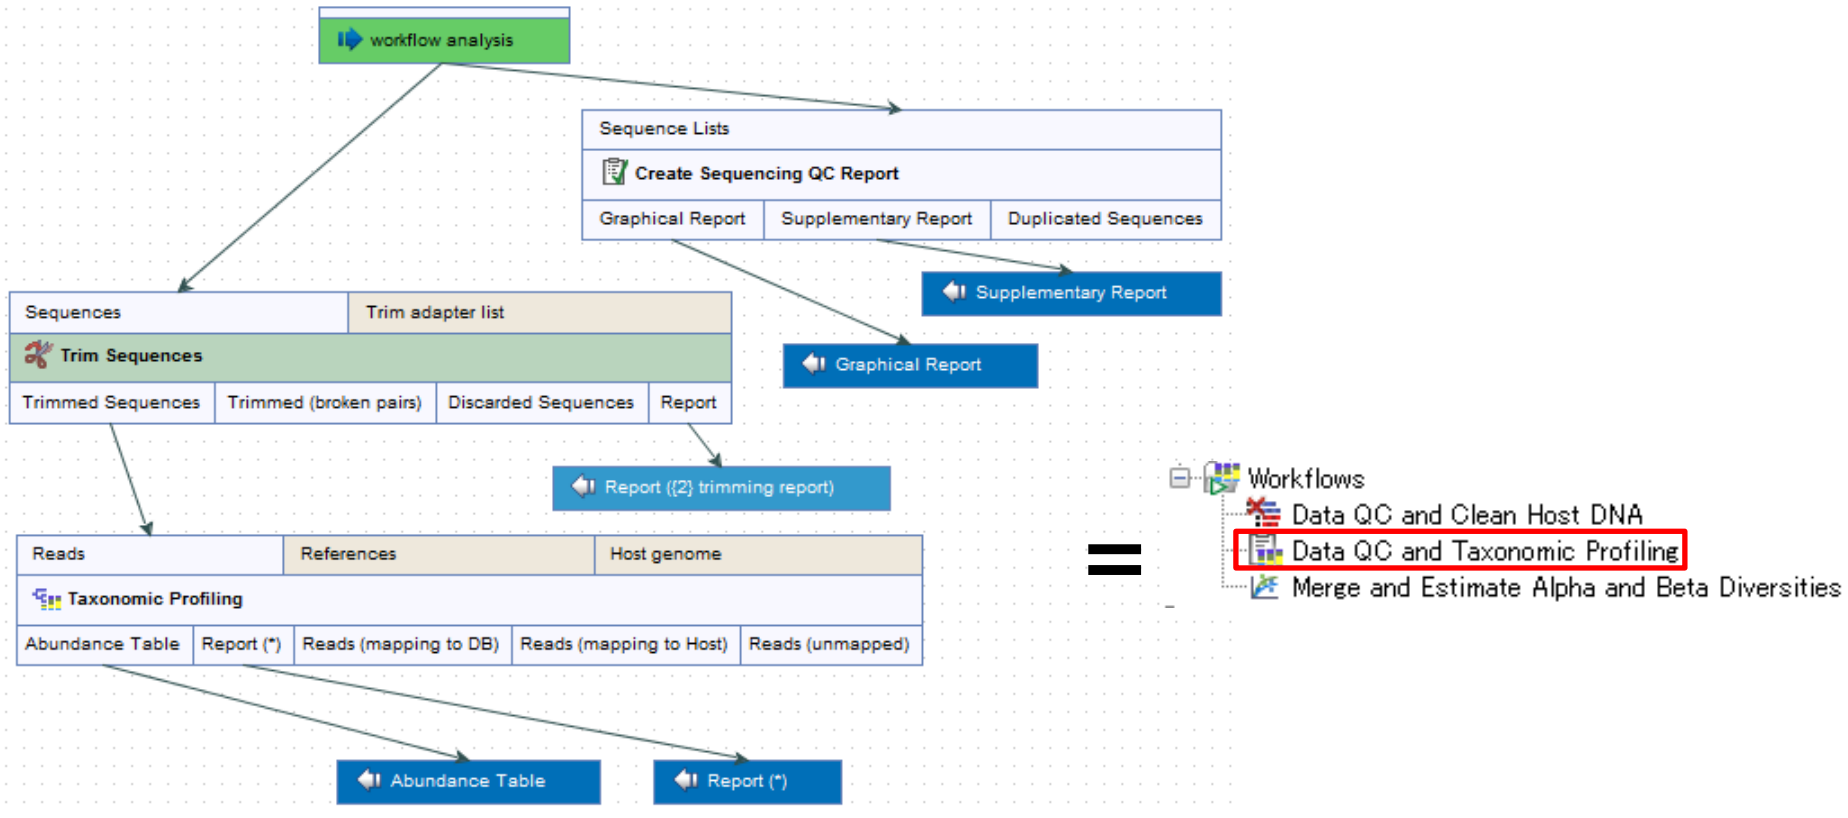 workflow analysis
Sequence Lists
Create Sequencing QC Report
Graphical Report Supplementary Report Duplicated Sequences
Supplementary Report
Sequences Trim adapter list
Trim Sequences
Graphical Report
Trimmed Sequences Trimmed (broken pairs) Discarded Sequences Report
Report ({2} trimming report)
Reads References Host genome
Taxonomic Profiling
Abundance Table Report (*) Reads (mapping to DB) Reads (mapping to Host) Reads (unmapped)
Abundance Table Report (*)
=
Workflows
Data QC and Clean Host DNA
Data QC and Taxonomic Profiling
Merge and Estimate Alpha and Beta Diversities